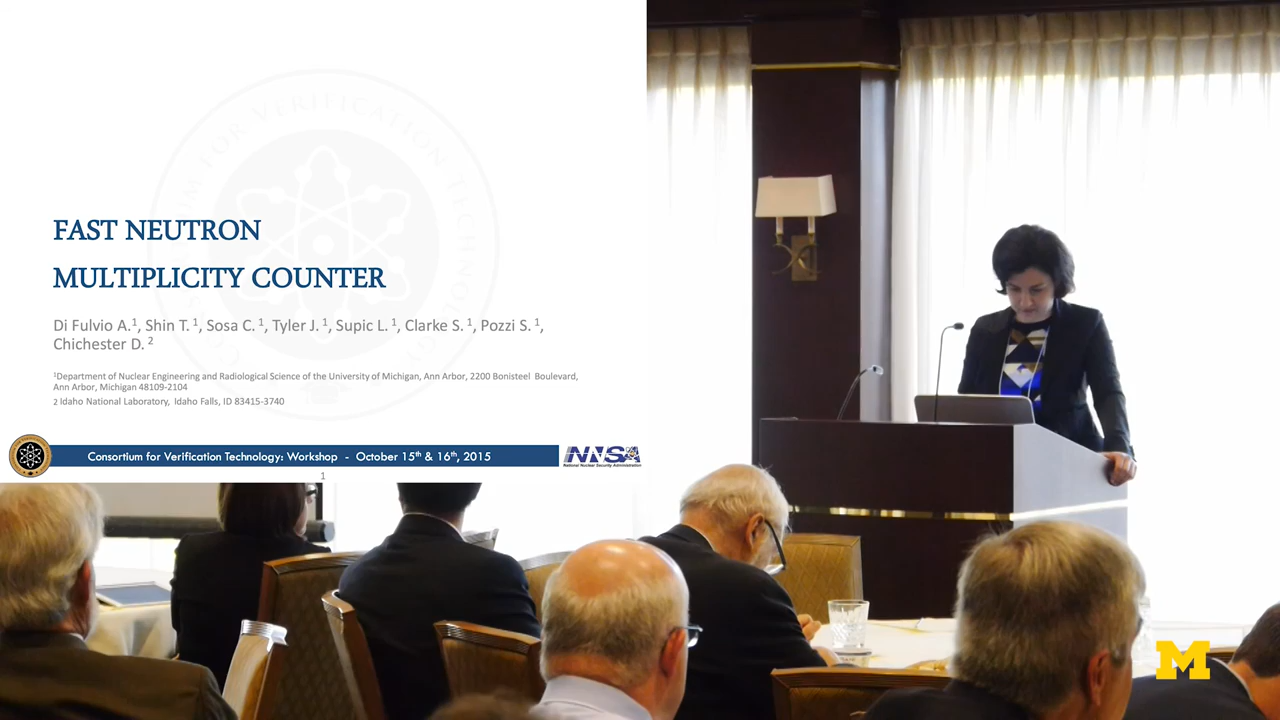 FAST NEUTRON
MULTIPLICITY COUNTER
Di Fulvio A.¹, Shin T. ¹, Sosa C. ¹, Tyler J. ¹, Supic L. ¹, Clarke S. ¹, Pozzi S. ¹,
Chichester D. ²
¹Department of Nuclear Engineering and Radiological Science of the University of Michigan, Ann Arbor, 2200 Bonisteel Boulevard,
Ann Arbor, Michigan 48109-2104
2 Idaho National Laboratory, Idaho Falls, ID 83415-3740
Consortium for Verification Technology: Workshop - October 15th & 16th, 2015
NNSA
National Nuclear Security Administration
1
M